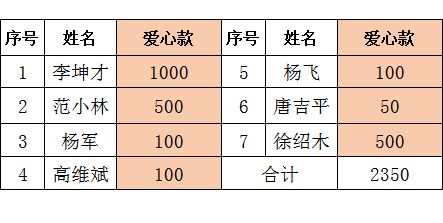 序号 姓名 爱心款 序号 姓名 爱心款
1 李坤才 1000 5 杨飞 100
2 范小林 500 6 唐吉平 50
3 杨军 100 7 徐绍木 500
4 高维斌 100 合计 2350